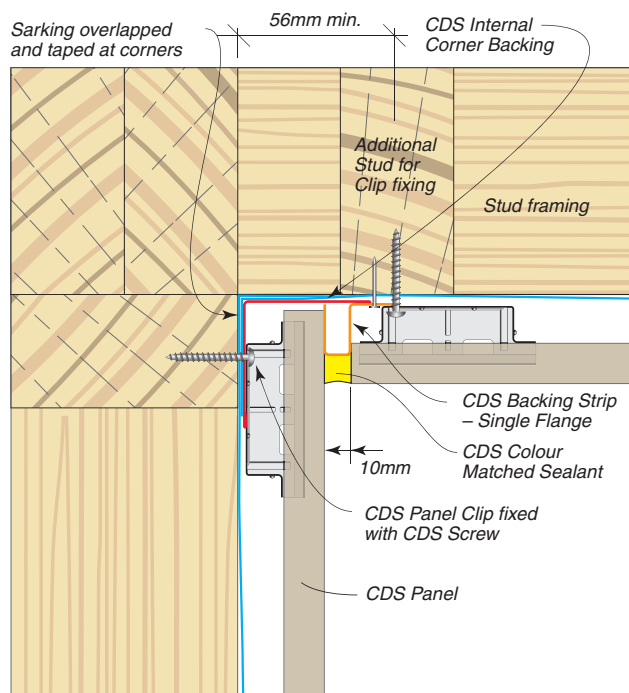 Sarking overlapped
and taped at corners
56mm min.
CDS Internal
Corner Backing
Additional
Stud for
Clip fixing
Stud framing
CDS Backing Strip
– Single Flange
CDS Colour
Matched Sealant
10mm
CDS Panel Clip fixed
with CDS Screw
CDS Panel